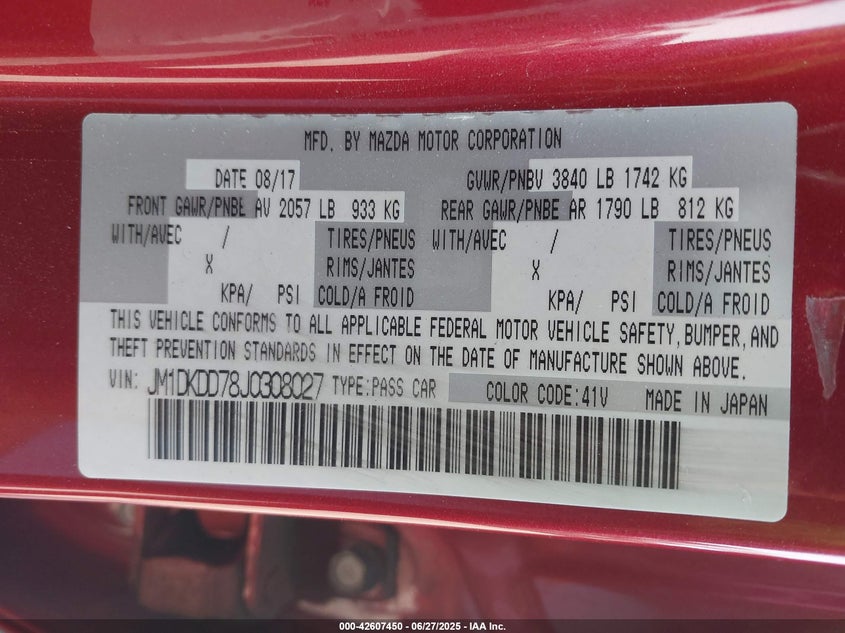 MFD. BY MAZDA MOTOR CORPORATION
DATE 08/17 GVWR/PNBV 3840 LB 1742 KG
FRONT GAWR/PNBE AV 2057 LB 933 KG REAR GAWR/PNBE AR 1790 LB 812 KG
WITH/AVEC / TIRES/PNEUS WITH/AVEC / TIRES/PNEUS
X RIMS/JANTES X RIMS/JANTES
KPA/ PSI COLD/A FROID KPA/ PSI COLD/A FROID
THIS VEHICLE CONFORMS TO ALL APPLICABLE FEDERAL MOTOR VEHICLE SAFETY, BUMPER, AND
THEFT PREVENTION STANDARDS IN EFFECT ON THE DATE OF MANUFACTURE SHOWN ABOVE.
VIN: JM1DKDD78J0308027 TYPE:PASS CAR COLOR CODE:41V MADE IN JAPAN
000-42607450 - 06/27/2025 - IAA Inc.